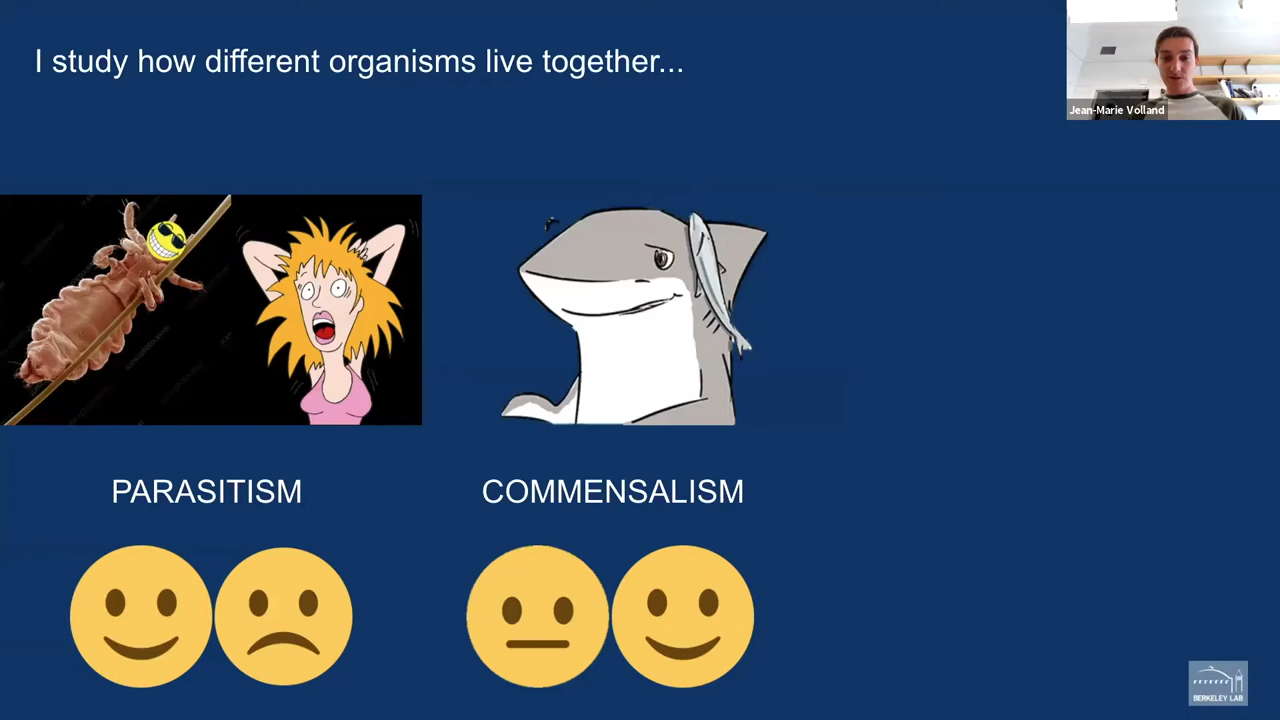 I study how different organisms live together...
Jean-Marie Volland
PARASITISM
COMMENSALISM
BERKELEY LAB